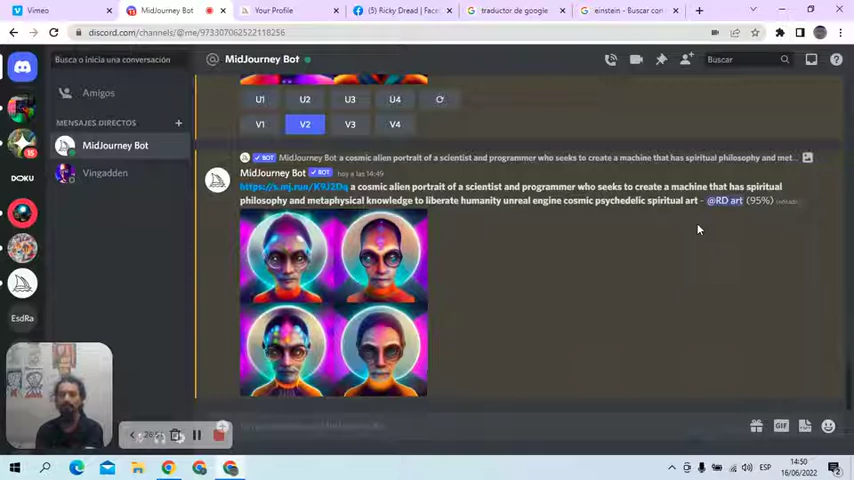 Vimeo
MidJourney Bot
Your Profile
(5) Ricky Dread | Face
traductor de google
einstein - Buscar con
discord.com/channels/@me/973307062522118256
Busca o inicia una conversación
MidJourney Bot
Buscar
Amigos
MENSAJES DIRECTOS
MidJourney Bot
Vingadden
15
DOKU
EsdRa
U1 U2 U3 U4
V1 V2 V3 V4
BOT MidJourney Bot a cosmic alien portrait of a scientist and programmer who seeks to create a machine that has spiritual philosophy and met...
MidJourney Bot BOT hoy a las 14:49
https://s.mj.run/K9J2Dq a cosmic alien portrait of a scientist and programmer who seeks to create a machine that has spiritual
philosophy and metaphysical knowledge to liberate humanity unreal engine cosmic psychedelic spiritual art - @RD art (95%)
GIF
ESP
14:50
16/06/2022
2